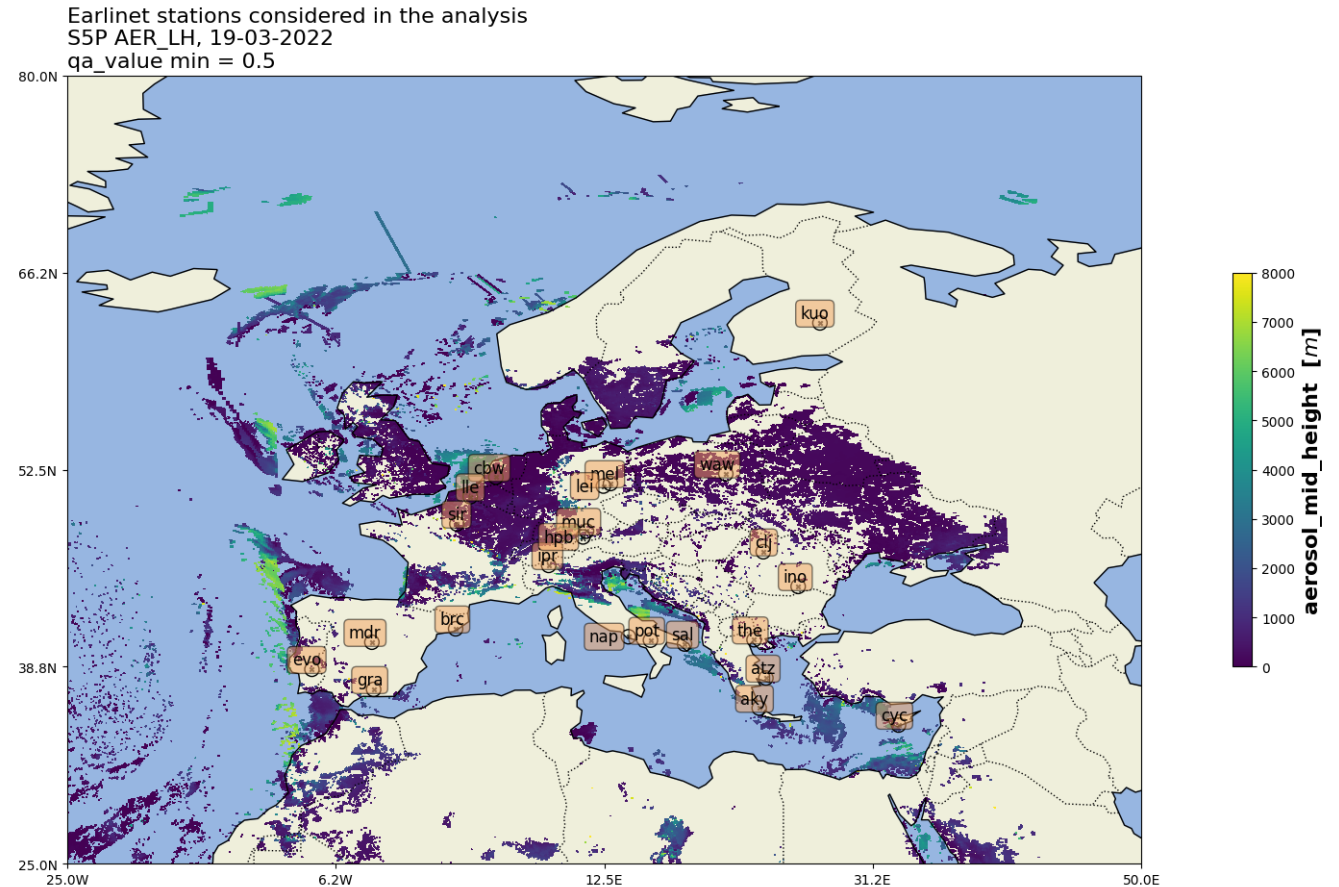 Earlinet stations considered in the analysis
S5P AER_LH, 19-03-2022
qa_value min = 0.5
80.0N
66.2N
52.5N
38.8N
25.0N
25.0W
6.2W
12.5E
31.2E
50.0E
kuo
cbw
mel
waw
lle
lei
sir
muc
hpb
clj
ipr
ino
brc
mdr
nap
pot
sal
the
evo
gra
atz
aky
cyc
8000
7000
6000
5000
4000
3000
2000
1000
0
aerosol_mid_height [m]